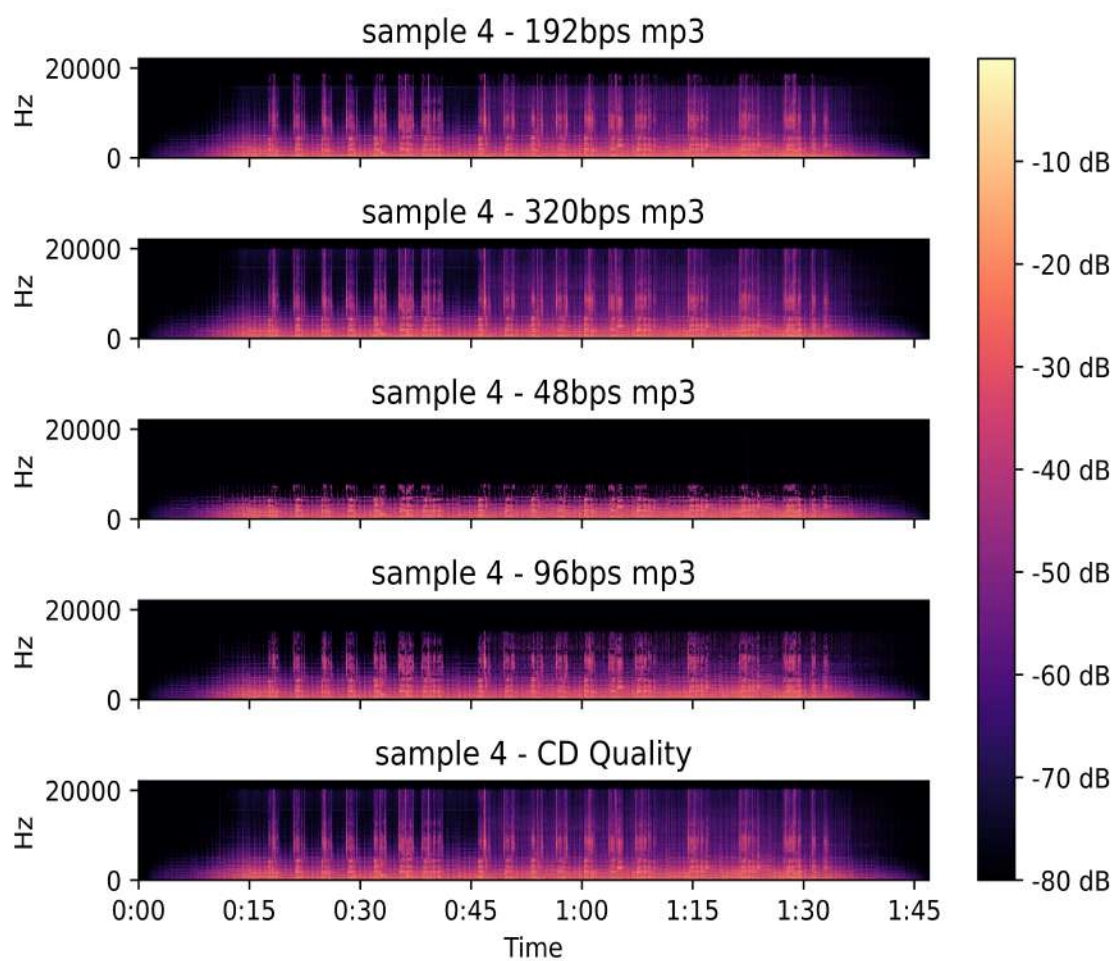 sample 4 - 192bps mp3
20000
Hz
0
sample 4 - 320bps mp3
20000
Hz
0
sample 4 - 48bps mp3
20000
Hz
0
sample 4 - 96bps mp3
20000
Hz
0
sample 4 - CD Quality
20000
Hz
0
0:00 0:15 0:30 0:45 1:00 1:15 1:30 1:45
Time
-10 dB
-20 dB
-30 dB
-40 dB
-50 dB
-60 dB
-70 dB
-80 dB